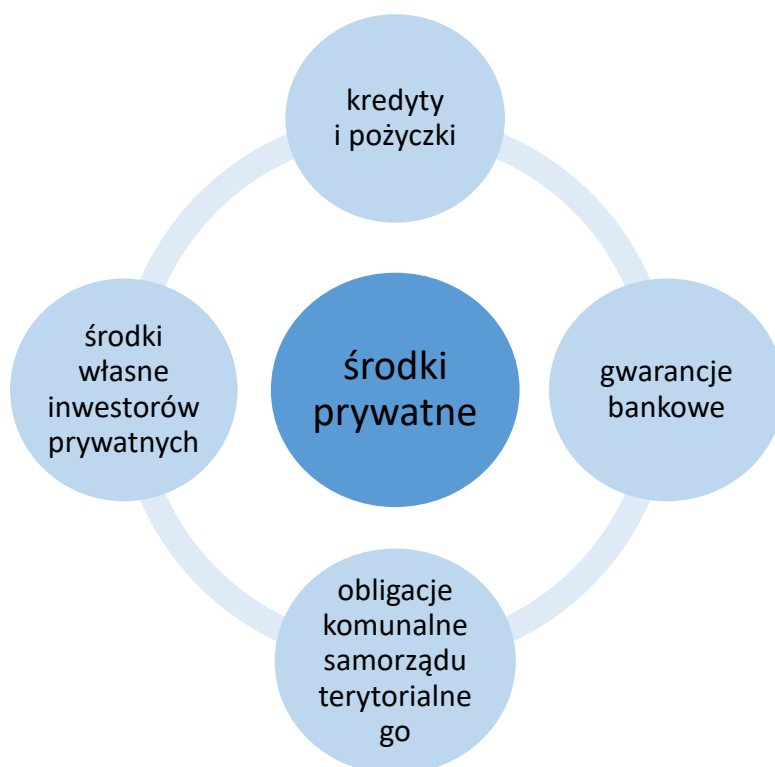 kredyty
i pożyczki
środki
własne
inwestorów
prywatnych
środki
prywatne
gwarancje
bankowe
obligacje
komunalne
samorządu
terytorialne
go